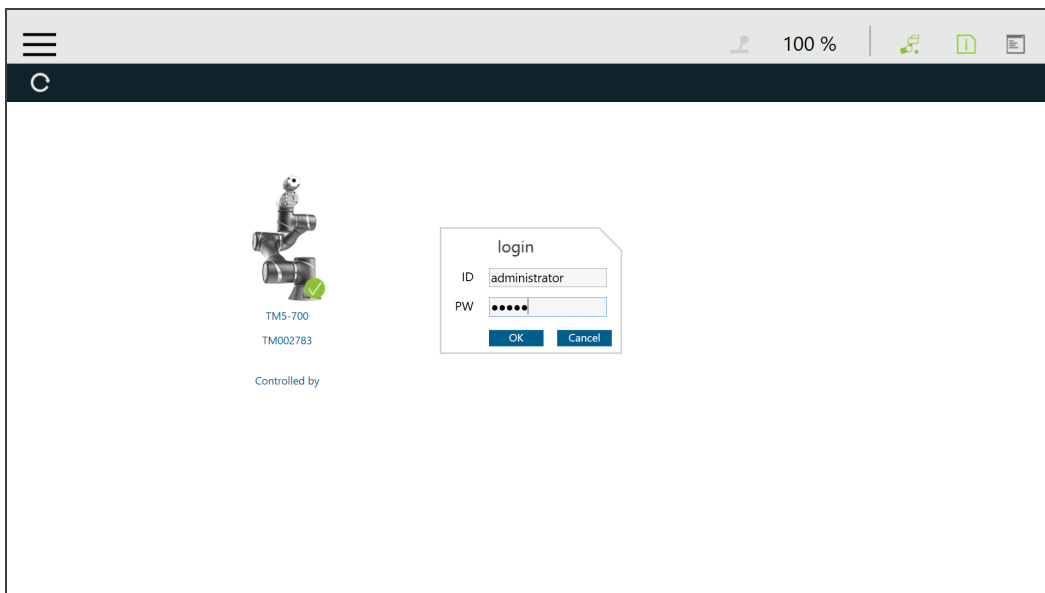 100 %
TM5-700
TM002783
Controlled by
login
ID administrator
PW •••••
OK Cancel